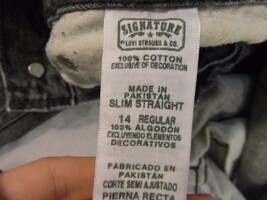 SIGNATURE
BY LEVI STRAUSS & CO.
100% COTTON
EXCLUSIVE OF DECORATION
MADE IN
PAKISTAN
SLIM STRAIGHT
14 REGULAR
100% ALGODÓN
EXCLUYENDO ELEMENTOS
DECORATIVOS
FABRICADO EN
PAKISTÁN
CORTE SEMI AJUSTADO
PIERNA RECTA